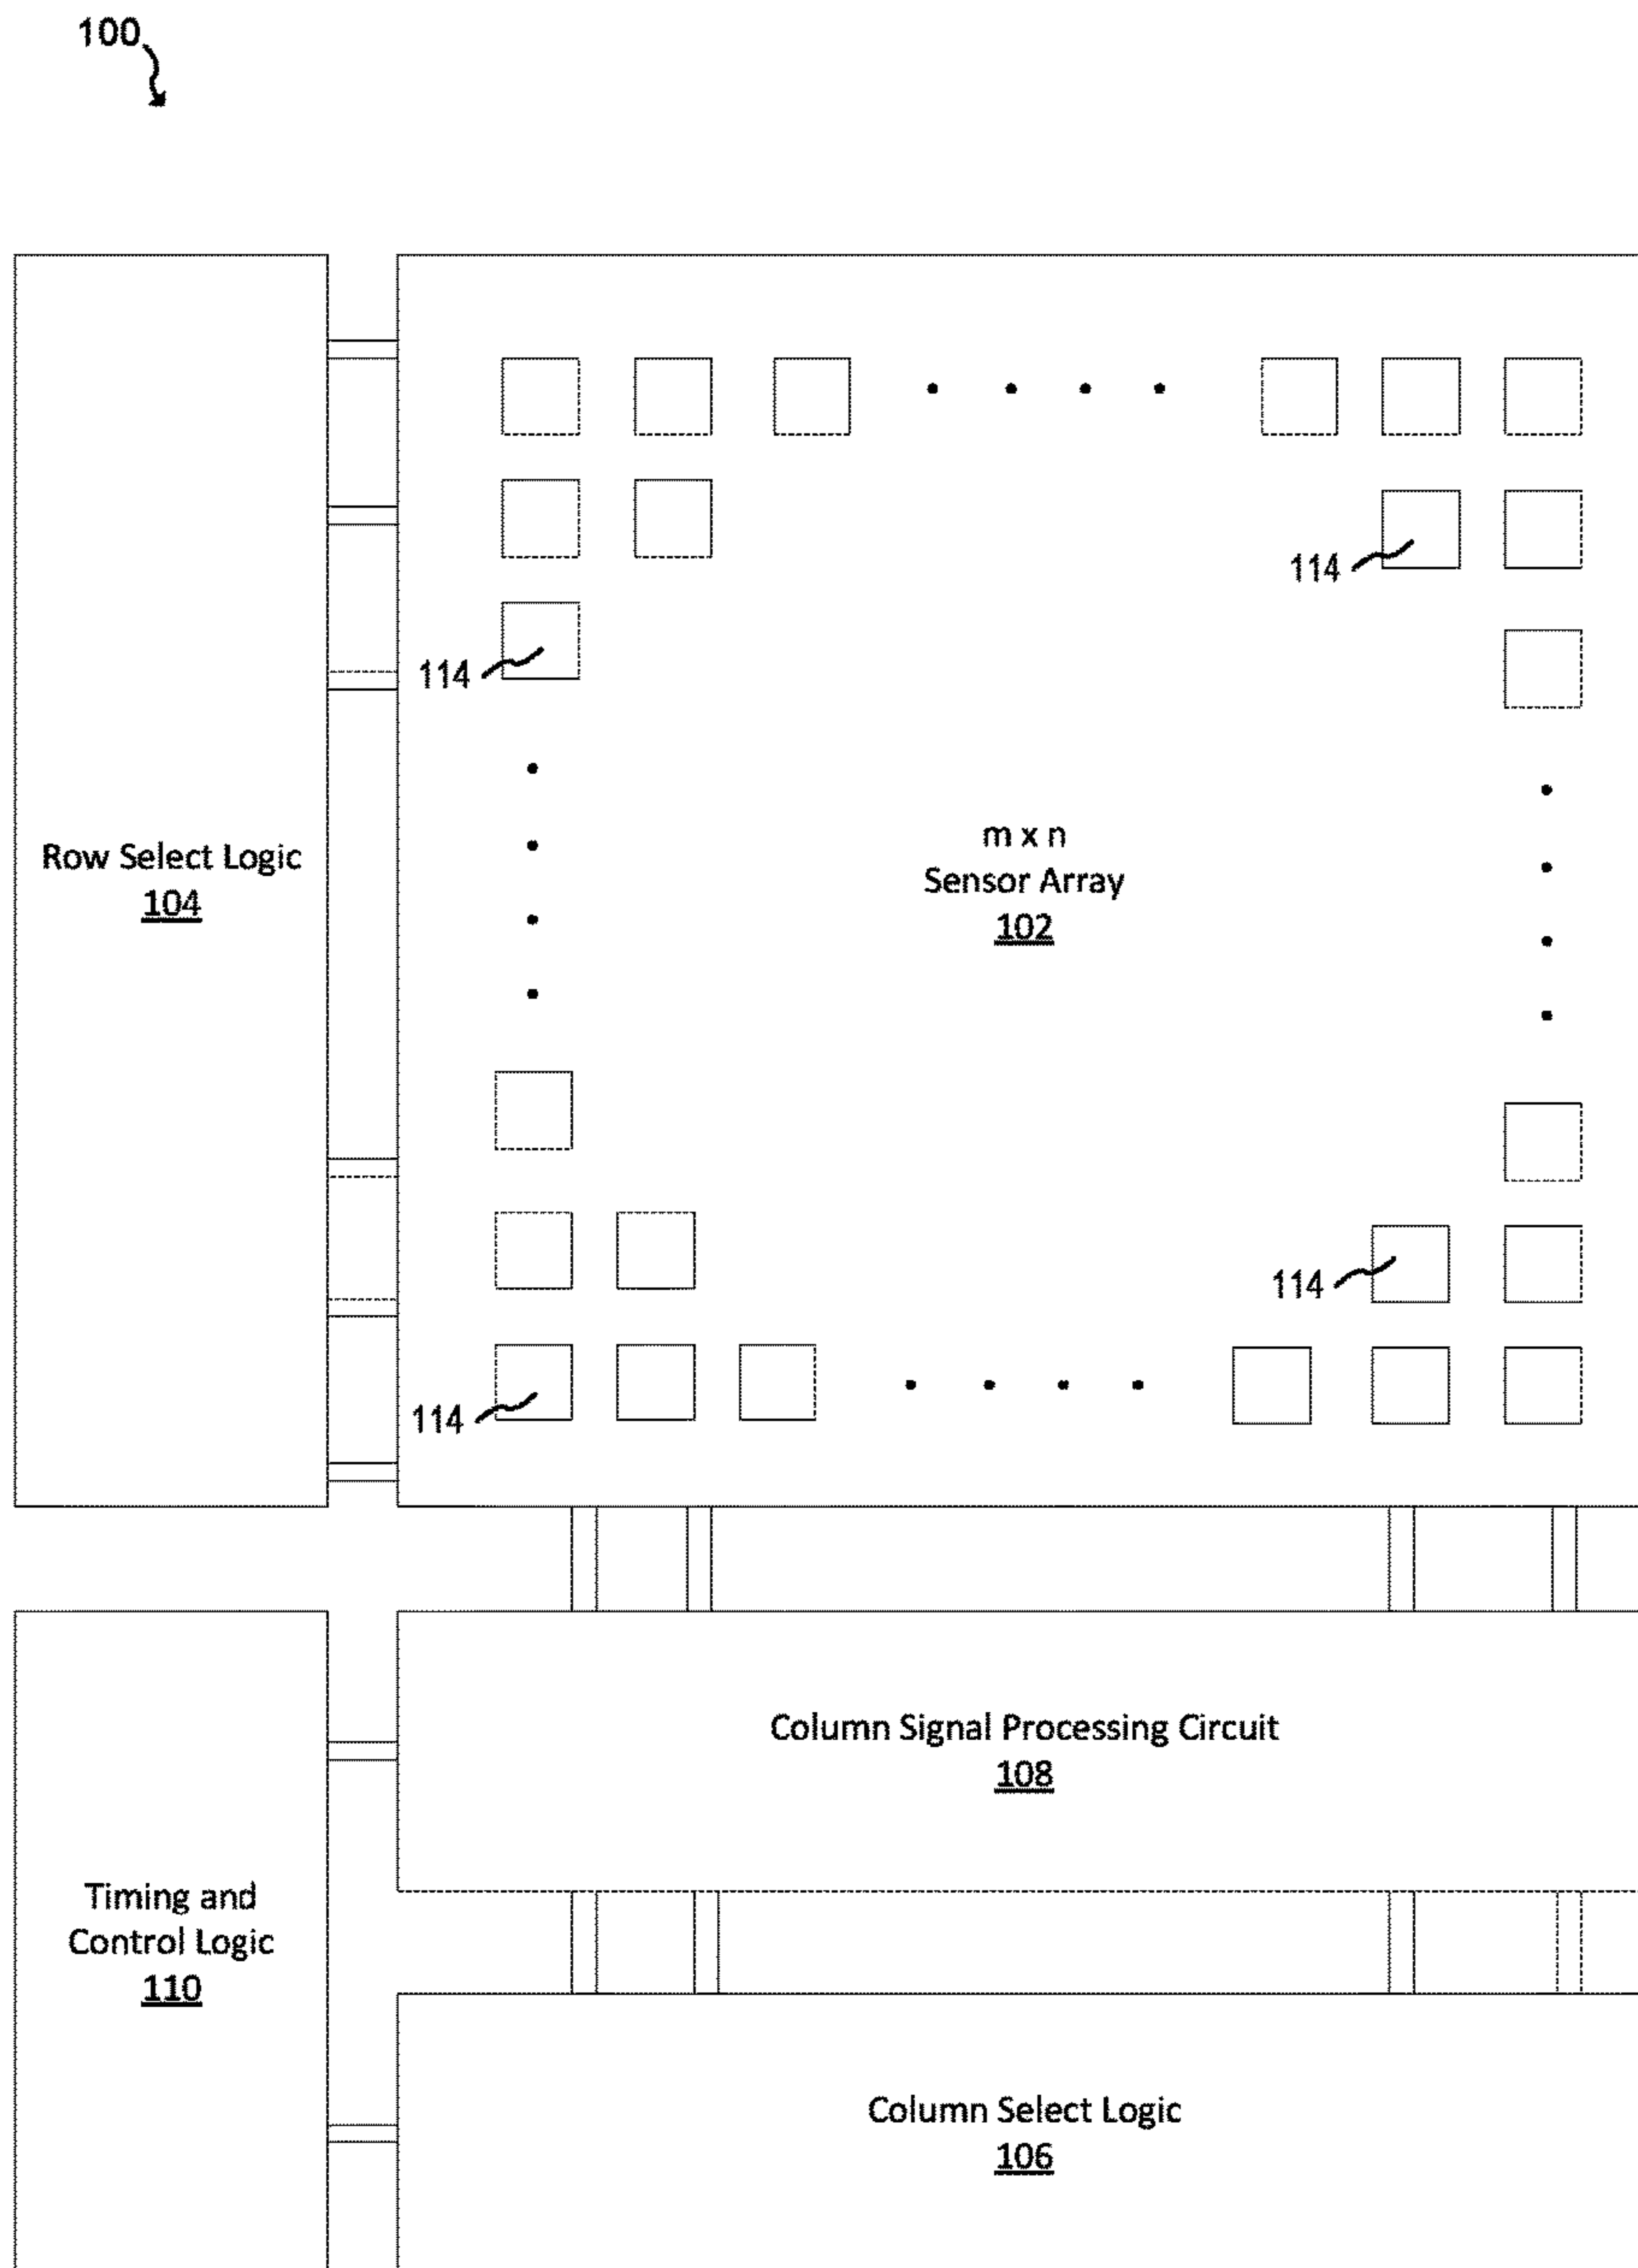 100
114
114
Row Select Logic
104
m x n
Sensor Array
102
114
114
Column Signal Processing Circuit
108
Timing and
Control Logic
110
Column Select Logic
106